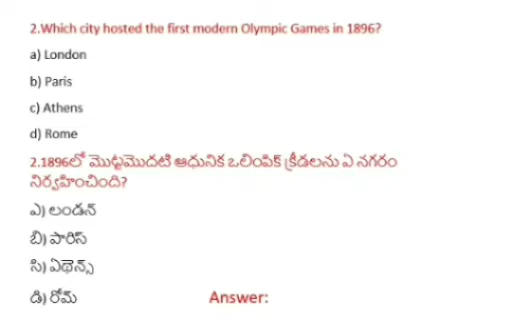 2.Which city hosted the first modern Olympic Games in 1896?
a) London
b) Paris
c) Athens
d) Rome
2.1896లో మొట్టమొదటి ఆధునిక ఒలింపిక్ క్రీడలను ఏ నగరం
నిర్వహించింది?
ఎ) లండన్
బి) పారిస్
సి) ఏథెన్స్
డి) రోమ్ Answer: